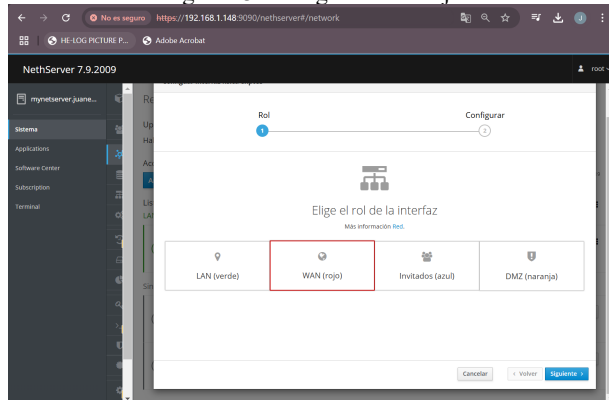 No es seguro https://192.168.1.148:9090/nethserver#/network
HE-LOG PICTURE P... Adobe Acrobat
NethServer 7.9.2009 root
mynetserver.juane...
Sistema
Applications
Software Center
Subscription
Terminal
Rol Configurar
1 2
Elige el rol de la interfaz
Más información Red.
LAN (verde) WAN (rojo) Invitados (azul) DMZ (naranja)
Cancelar < Volver Siguiente >